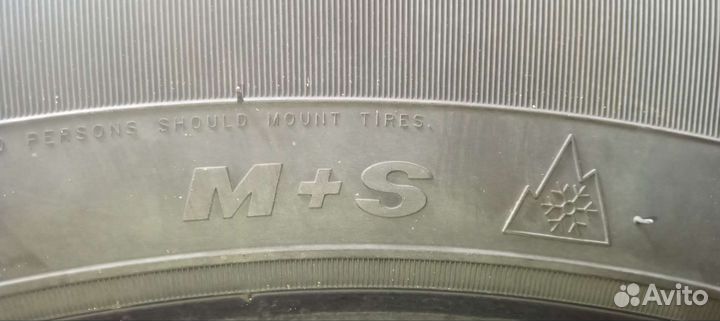 PERSONS SHOULD MOUNT TIRES.
M+S
Avito